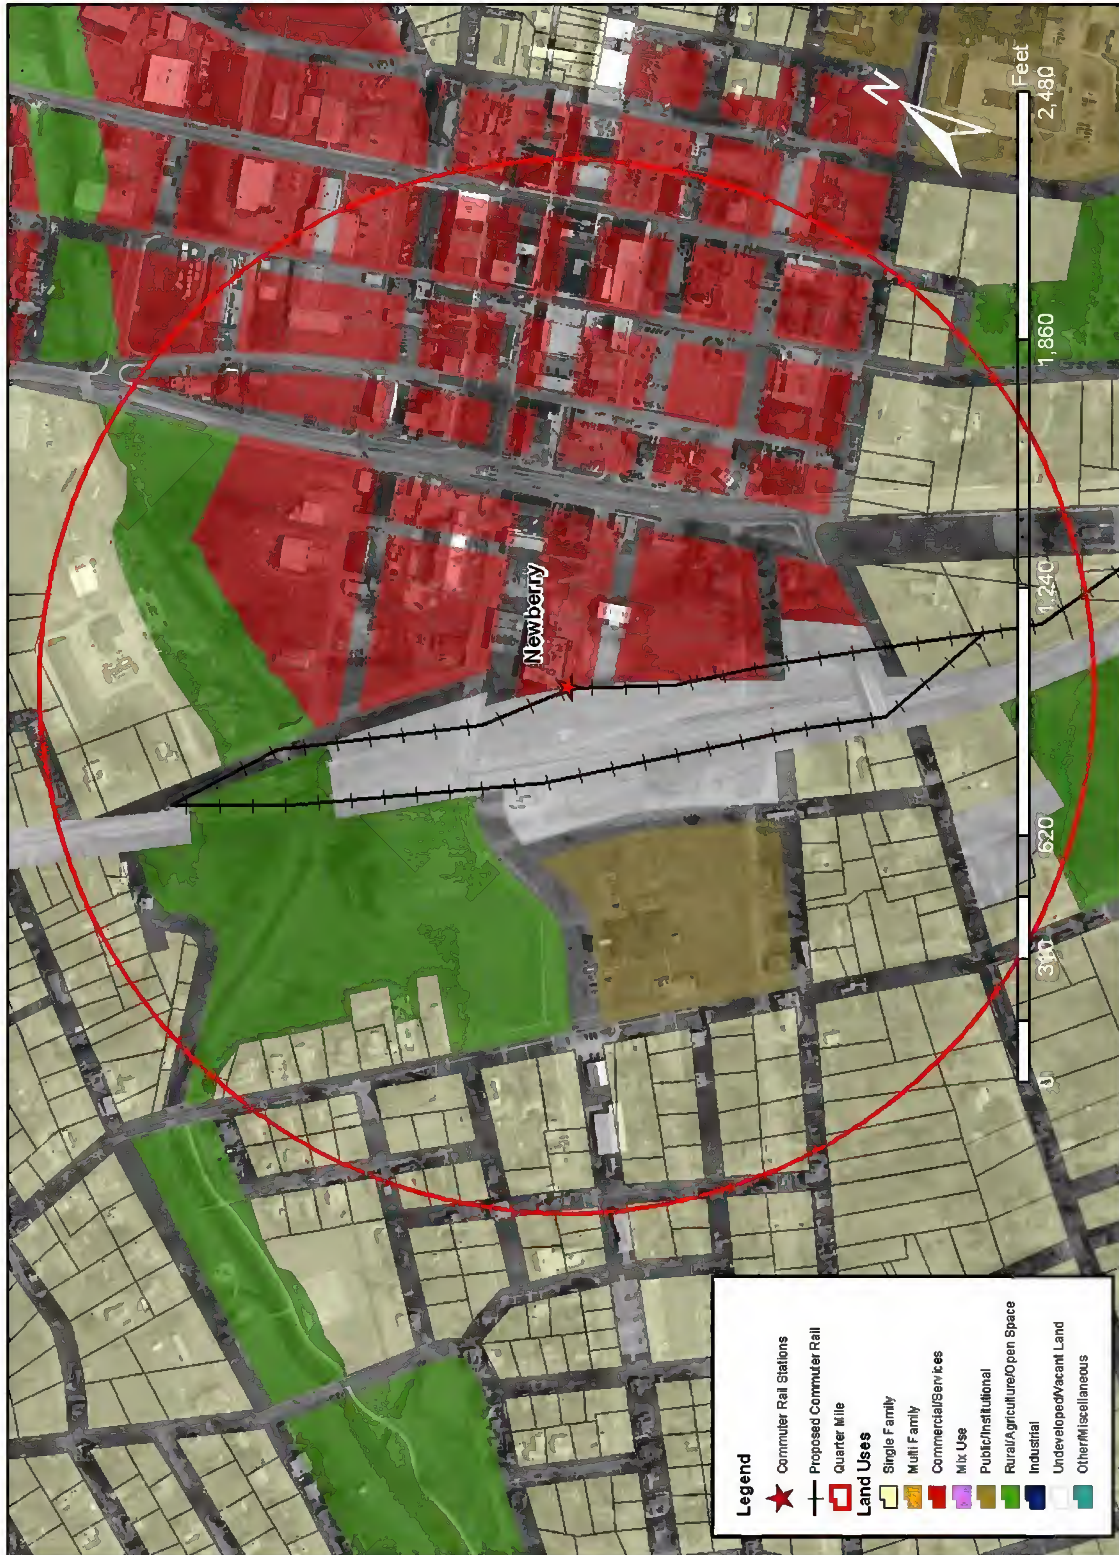 Newberry
N
Feet
0
310
620
1,240
1,860
2,480
Legend
Commuter Rail Stations
Proposed Commuter Rail
Quarter Mile
Land Uses
Single Family
Multi Family
Commercial/Services
Mix Use
Public/Institutional
Rural/Agriculture/Open Space
Industrial
Undeveloped/Vacant Land
Other/Miscellaneous